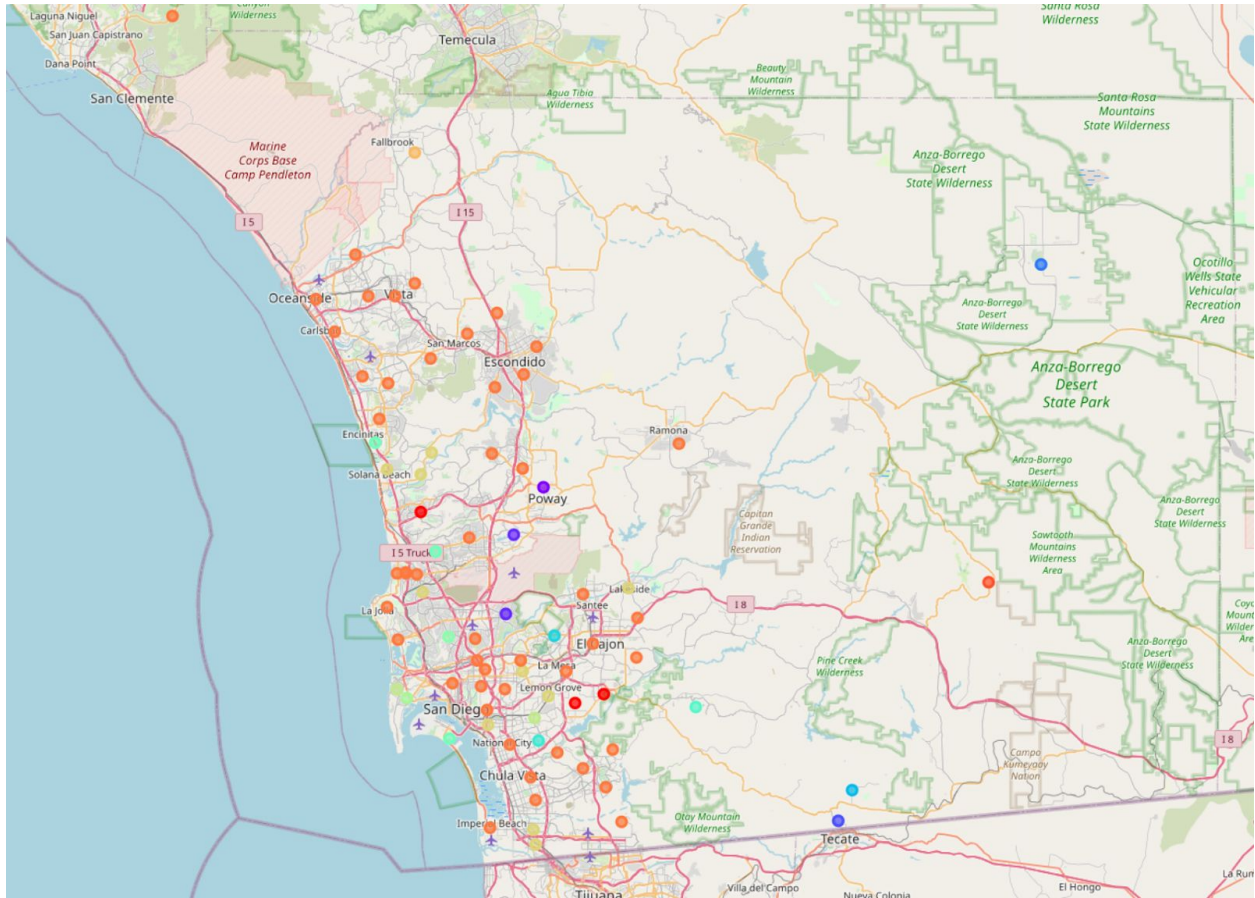 Laguna Niguel
Canyon
Wilderness
San Juan Capistrano
Dana Point
San Clemente
Temecula
Santa Rosa
Wilderness
Beauty
Mountain
Wilderness
Agua Tibia
Wilderness
Santa Rosa
Mountains
State Wilderness
Marine
Corps Base
Camp Pendleton
Fallbrook
Anza-Borrego
Desert
State Wilderness
I 5
I 15
Ocotillo
Wells State
Vehicular
Recreation
Area
Oceanside
Vista
Anza-Borrego
Desert
State Wilderness
Carlsbad
San Marcos
Escondido
Anza-Borrego
Desert
State Park
Encinitas
Ramona
Solana Beach
Anza-Borrego
Desert
State Wilderness
Poway
Anza-Borrego
Desert
State Wilderness
Capitan
Grande
Indian
Reservation
Sawtooth
Mountains
Wilderness
Area
I 5 Truck
Lakeside
Santee
I 8
La Jolla
El Cajon
Anza-Borrego
Desert
State Wilderness
La Mesa
Pine Creek
Wilderness
Lemon Grove
San Diego
National City
I 8
Campo
Kumeyaay
Nation
Chula Vista
Imperial Beach
Otay Mountain
Wilderness
Tecate
Tijuana
Villa del Campo
Nueva Colonia
El Hongo
La Rum